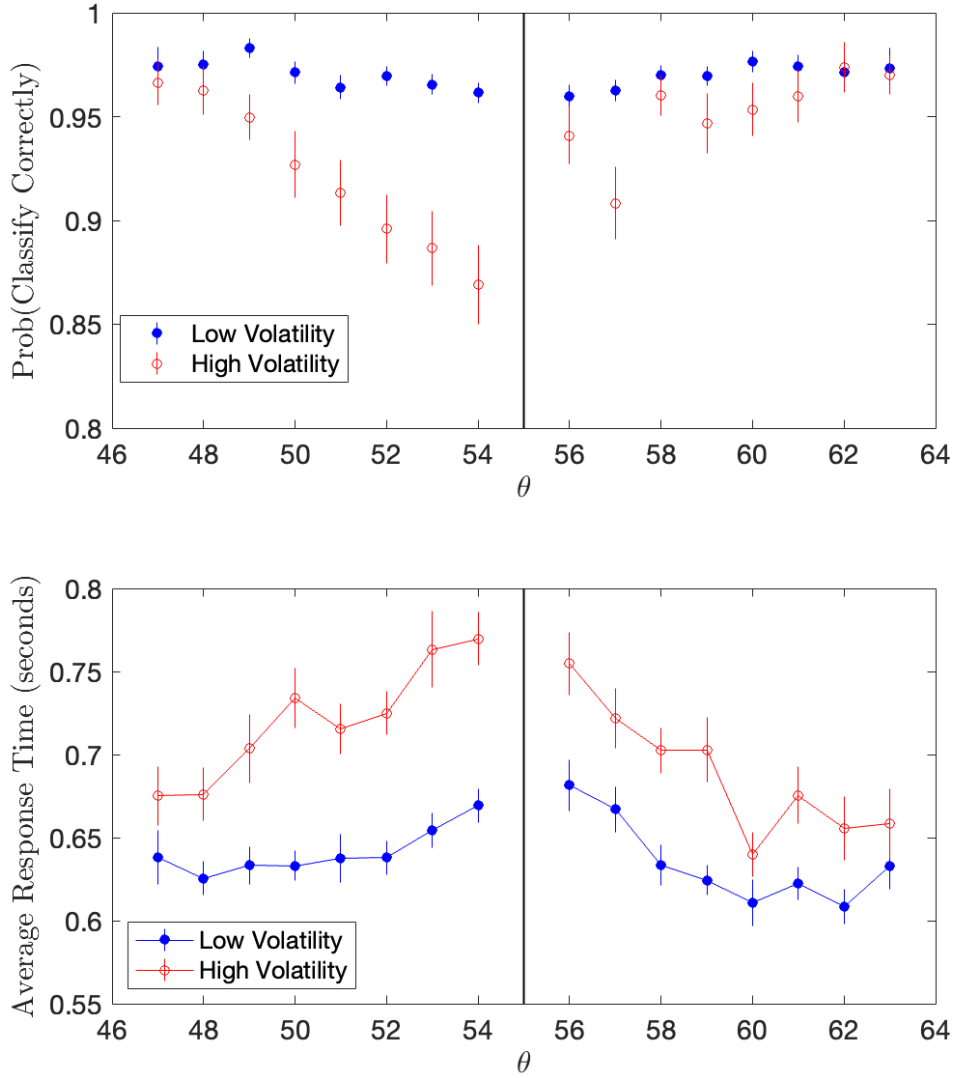 Prob(Classify Correctly)
1
0.95
0.9
0.85
0.8
Low Volatility
High Volatility
46 48 50 52 54 56 58 60 62 64
θ
Average Response Time (seconds)
0.8
0.75
0.7
0.65
0.6
0.55
Low Volatility
High Volatility
46 48 50 52 54 56 58 60 62 64
θ